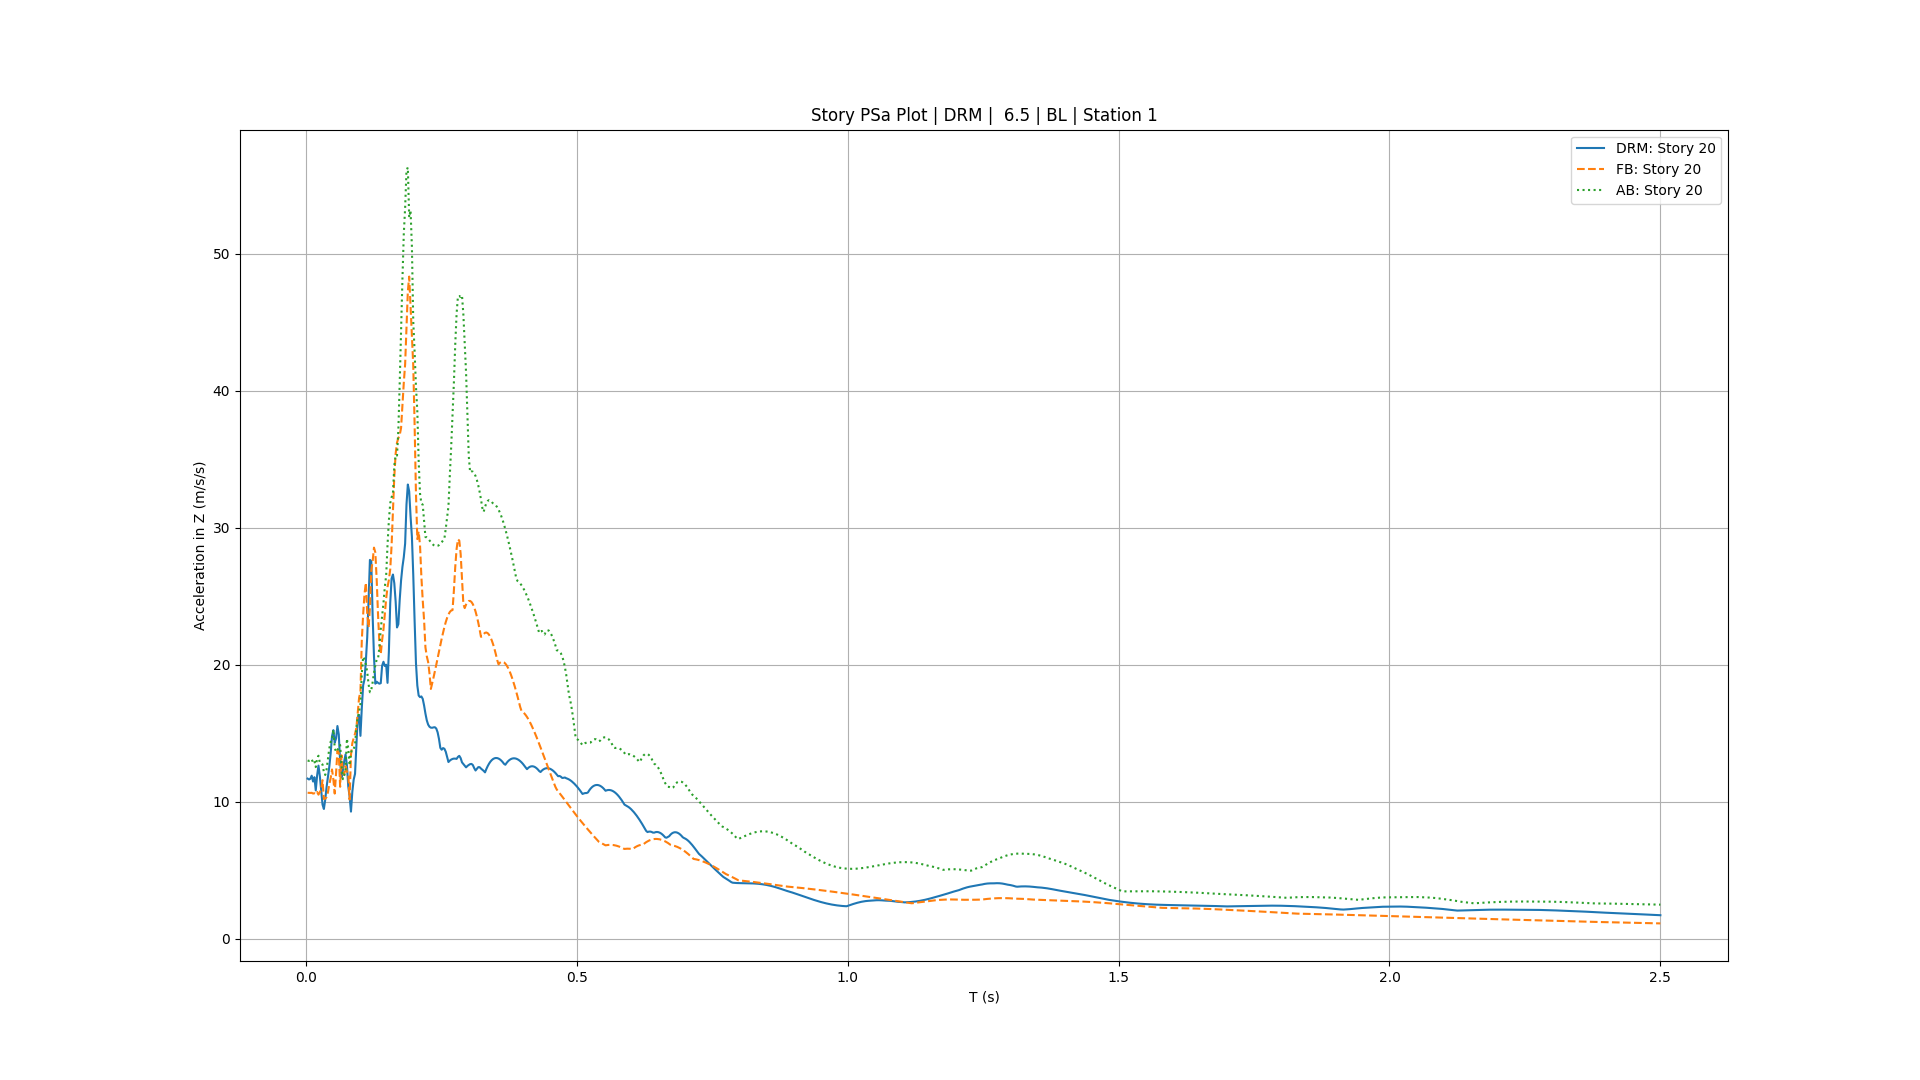 Story PSa Plot | DRM |  6.5 | BL | Station 1
DRM: Story 20
FB: Story 20
AB: Story 20
50
40
30
20
10
0
Acceleration in Z (m/s/s)
0.0 0.5 1.0 1.5 2.0 2.5
T (s)